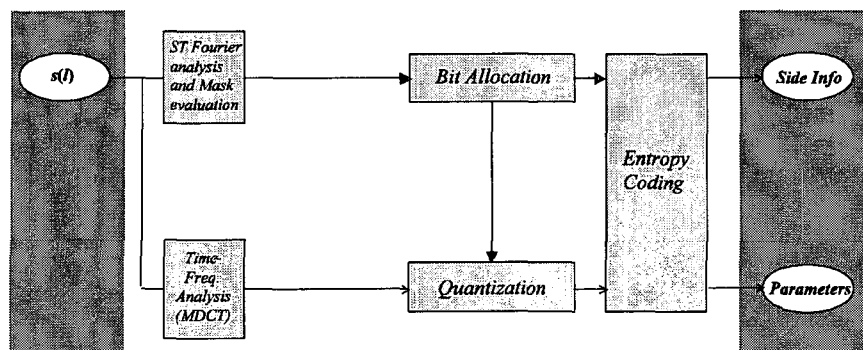 s(l)
ST Fourier
analysis
and Mask
evaluation
Bit Allocation
Entropy
Coding
Side Info
Time-
Freq
Analysis
(MDCT)
Quantization
Parameters